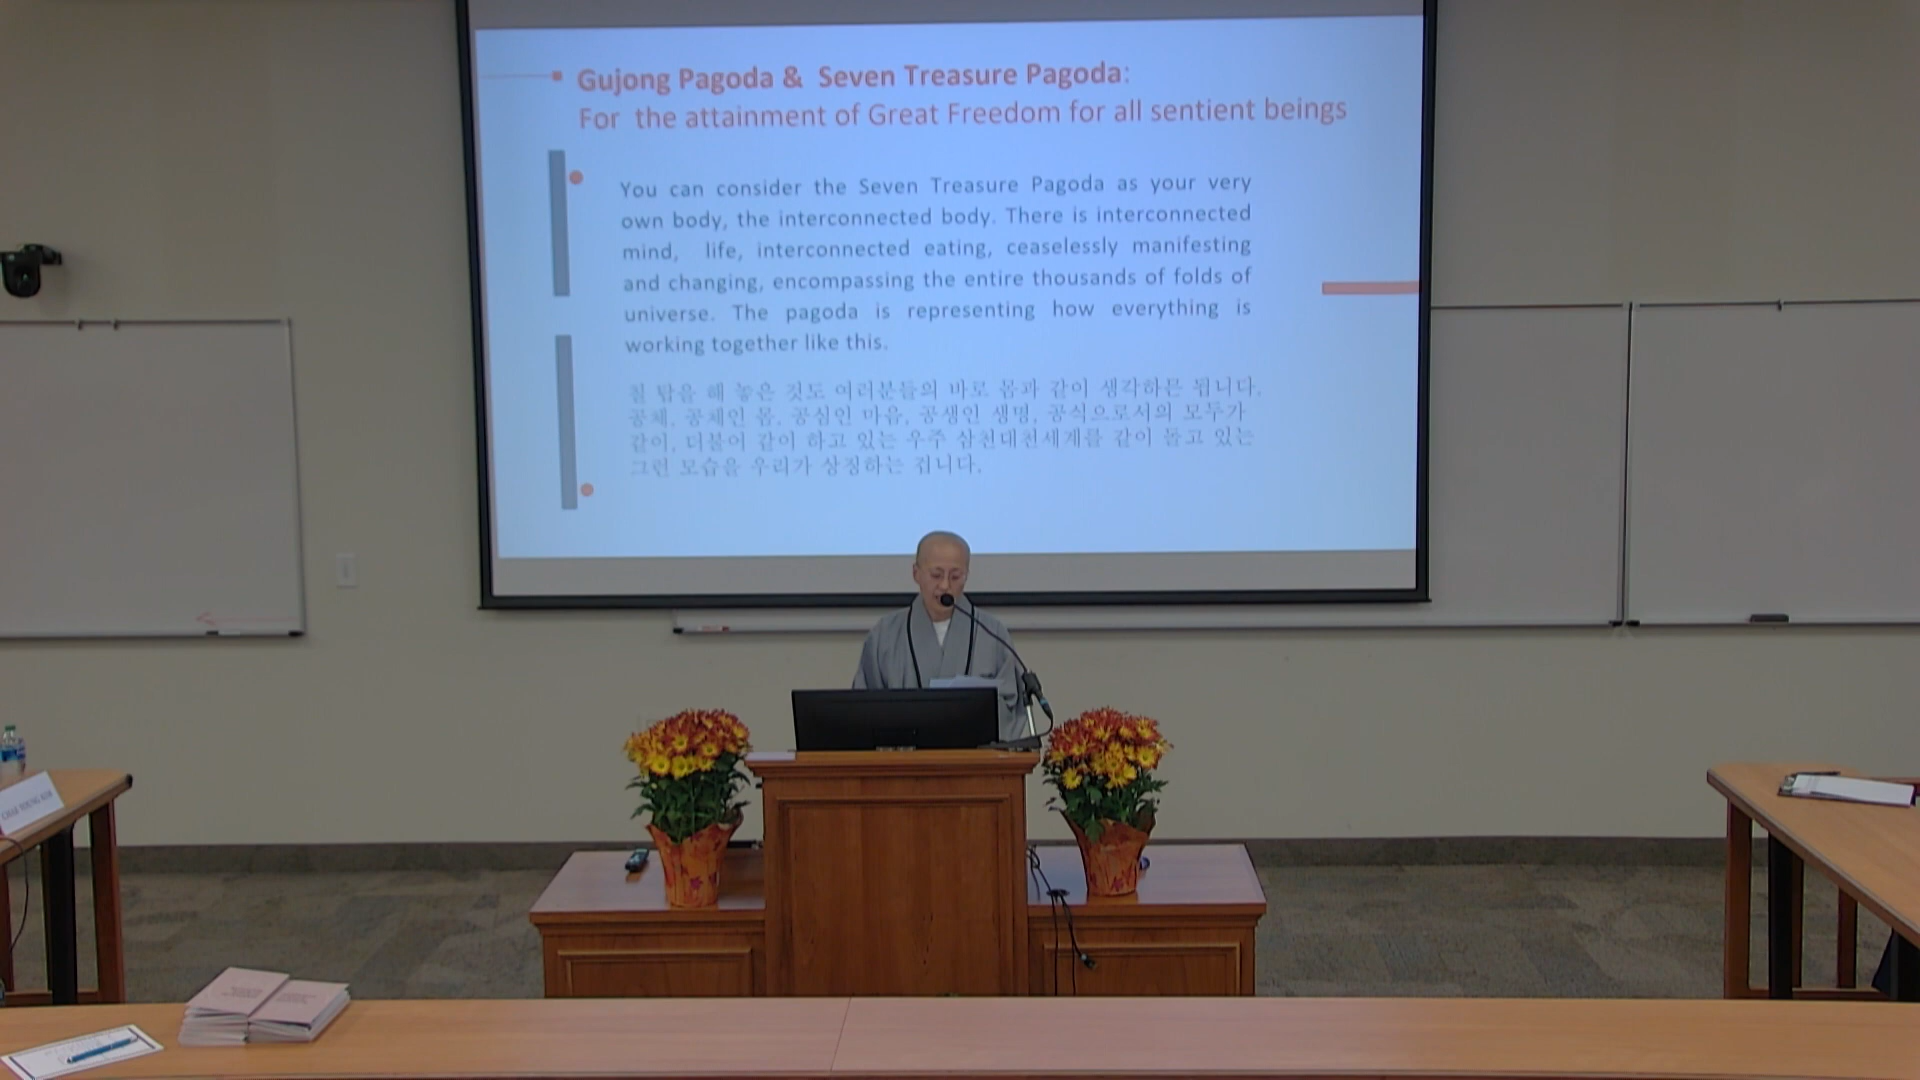 Gujong Pagoda & Seven Treasure Pagoda:
For the attainment of Great Freedom for all sentient beings
You can consider the Seven Treasure Pagoda as your very
own body, the interconnected body. There is interconnected
mind, life, interconnected eating, ceaselessly manifesting
and changing, encompassing the entire thousands of folds of
universe. The pagoda is representing how everything is
working together like this.
칠 탑을 해 놓은 것도 여러분들의 바로 몸과 같이 생각하믄 됩니다.
공체, 공체인 몸, 공심인 마음, 공생인 생명, 공식으로서의 모두가
같이, 더불어 같이 하고 있는 우주 삼천대천세계를 같이 돌고 있는
그런 모습을 우리가 상징하는 겁니다.